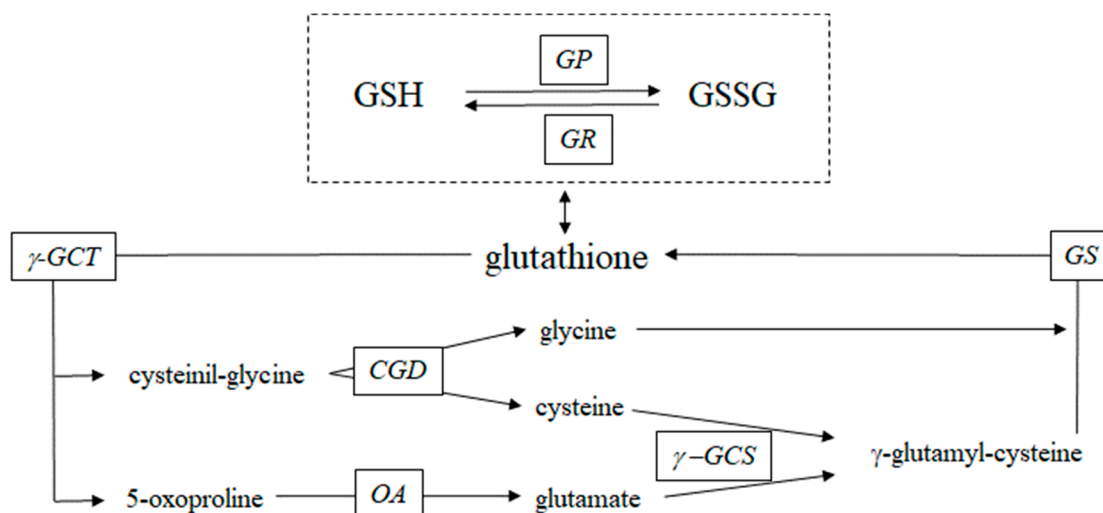 GP
GSH
GSSG
GR
γ-GCT
glutathione
GS
glycine
cysteinil-glycine
CGD
cysteine
γ–GCS
γ-glutamyl-cysteine
5-oxoproline
OA
glutamate